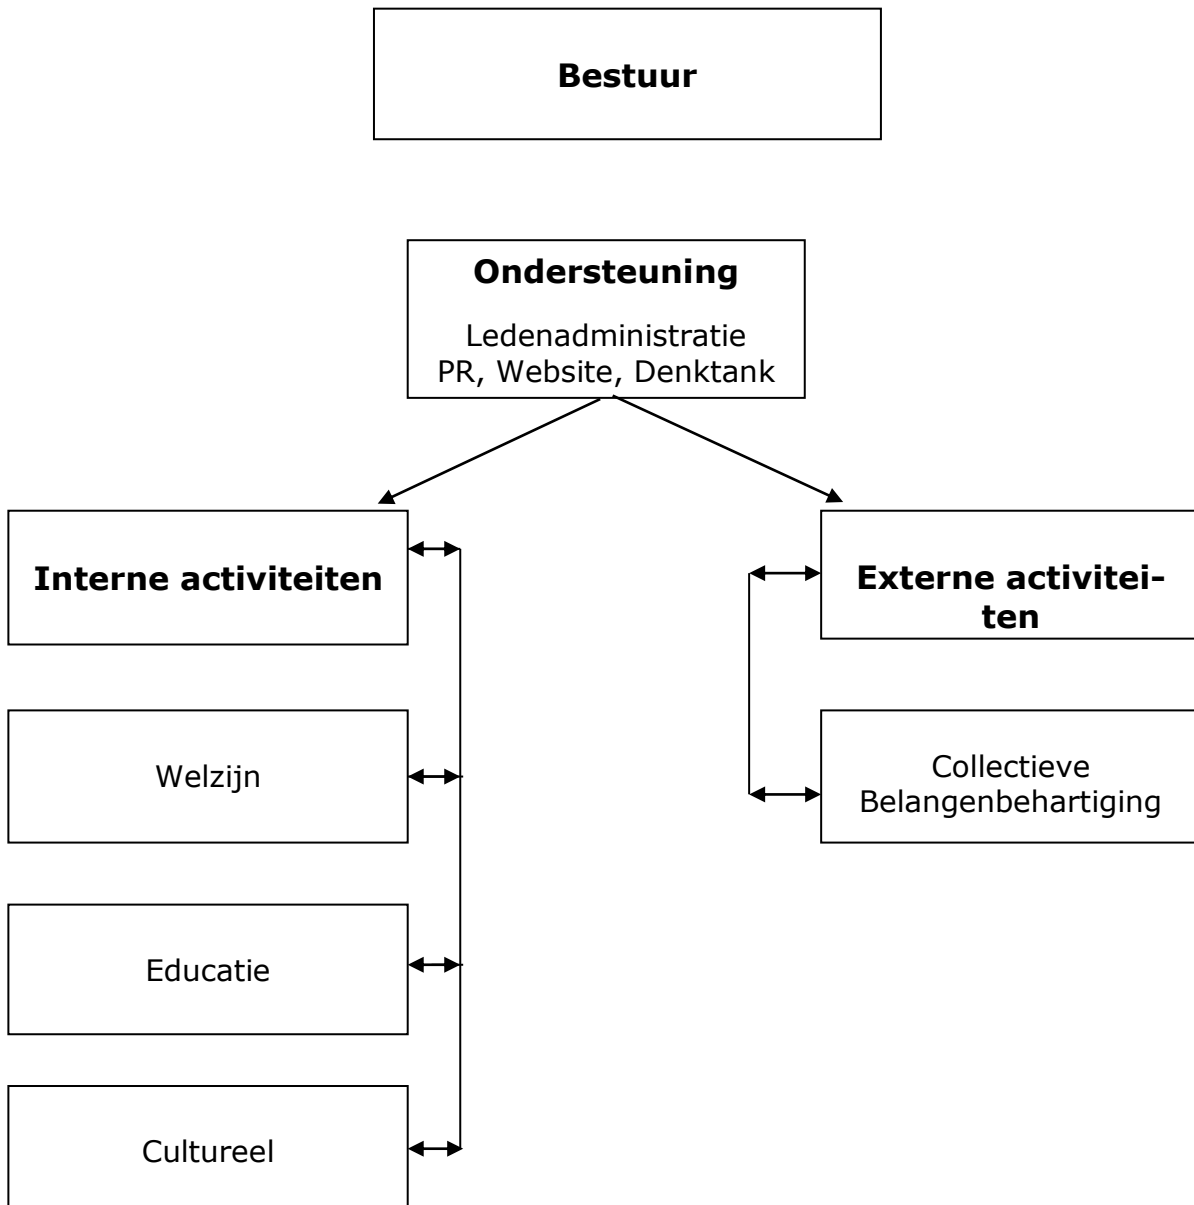 Bestuur
Ondersteuning
Ledenadministratie
PR, Website, Denktank
Interne activiteiten
Externe activitei-
ten
Welzijn
Collectieve
Belangenbehartiging
Educatie
Cultureel